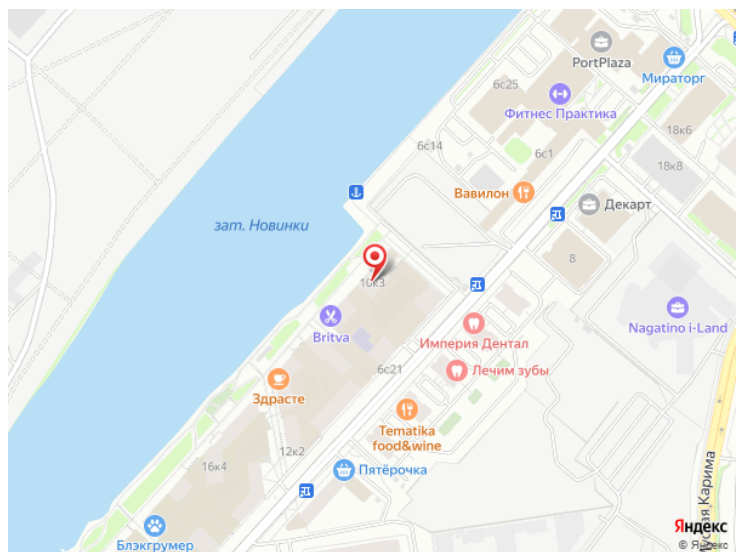 PortPlaza
Мираторг
6с25
Фитнес Практика
18к6
6с14
6с1
18к8
Вавилон
Декарт
зат. Новинки
8
10к3
Nagatino i-Land
Britva
Империя Дентал
6с21
Лечим зубы
Здрасте
Tematika
food&wine
12к2
16к4
Пятёрочка
Блэкгрумер
Карима
Яндекс
© Яндекс